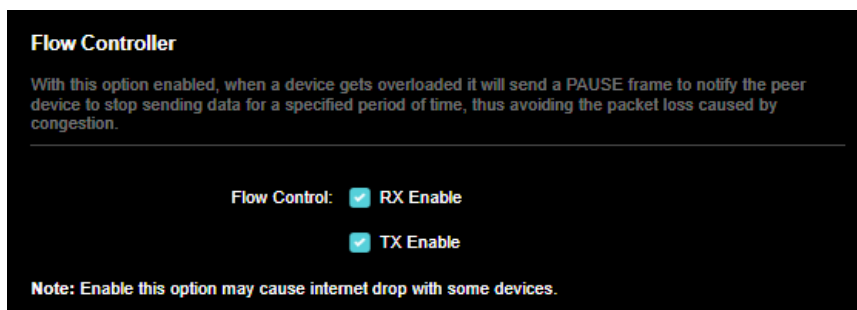 Flow Controller
With this option enabled, when a device gets overloaded it will send a PAUSE frame to notify the peer
device to stop sending data for a specified period of time, thus avoiding the packet loss caused by
congestion.
Flow Control: RX Enable
TX Enable
Note: Enable this option may cause internet drop with some devices.